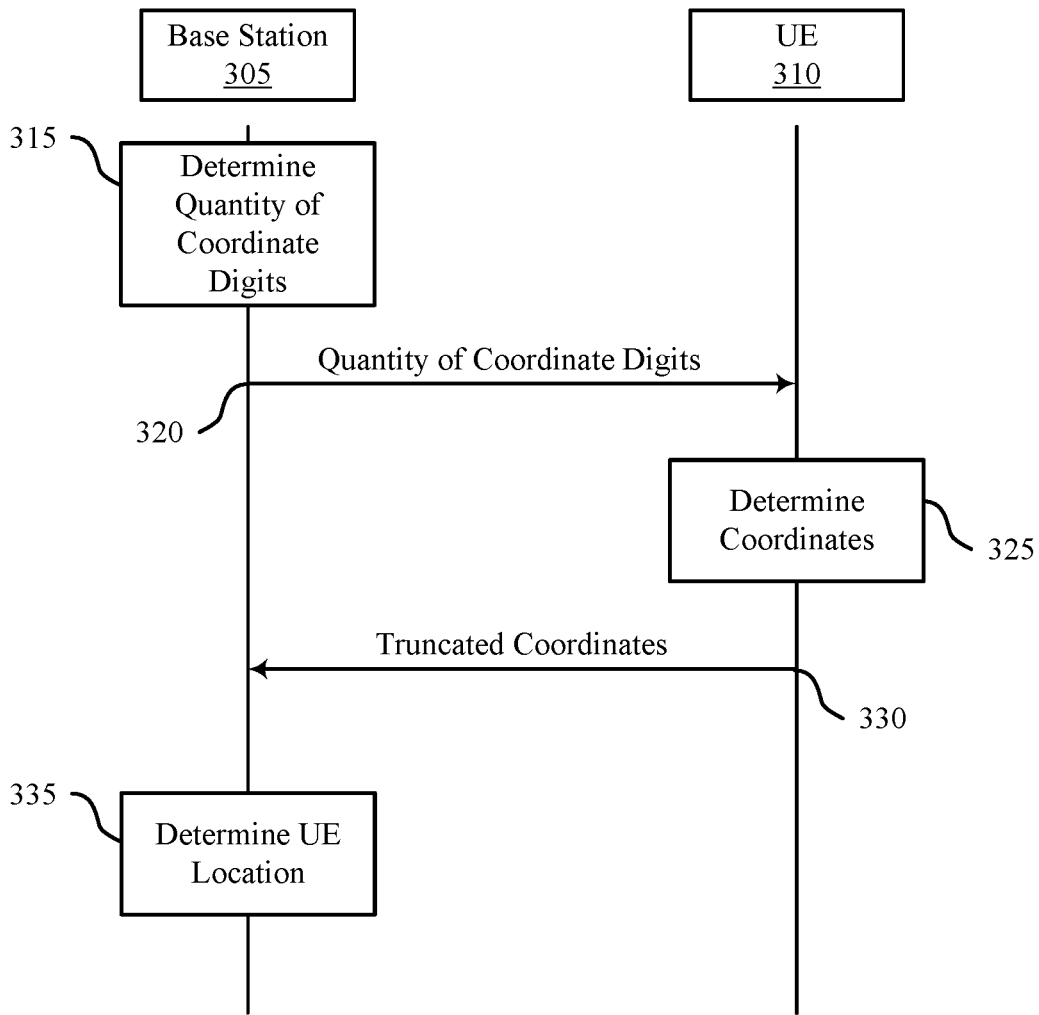 Base Station
305
UE
310
315
Determine
Quantity of
Coordinate
Digits
Quantity of Coordinate Digits
320
Determine
Coordinates
325
Truncated Coordinates
330
335
Determine UE
Location